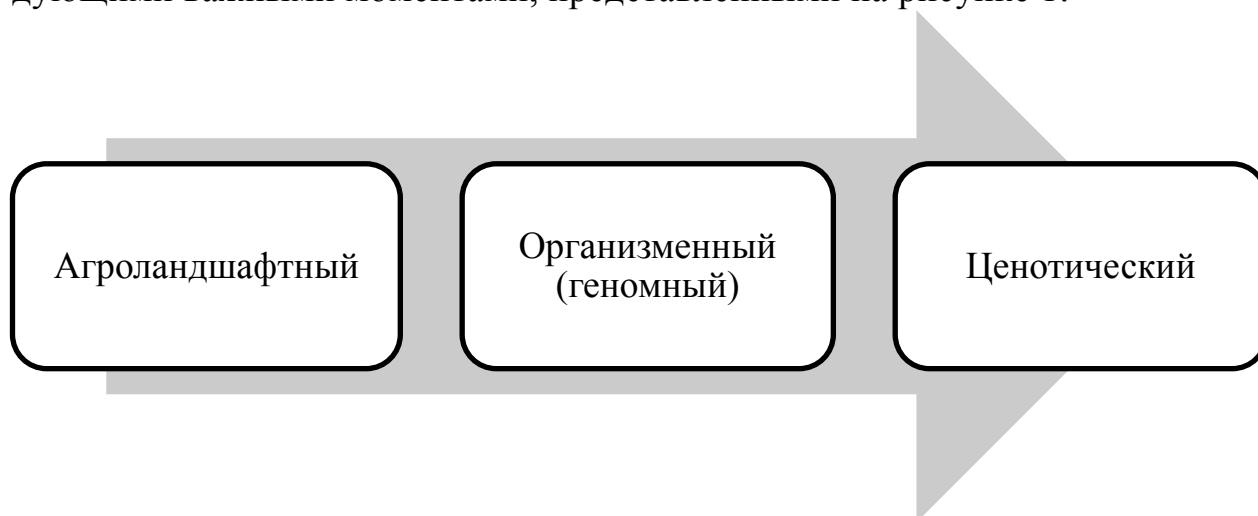 дующими важными моментами, представленными на рисунке 1.
Агроландшафтный
Организменный
(геномный)
Ценотический